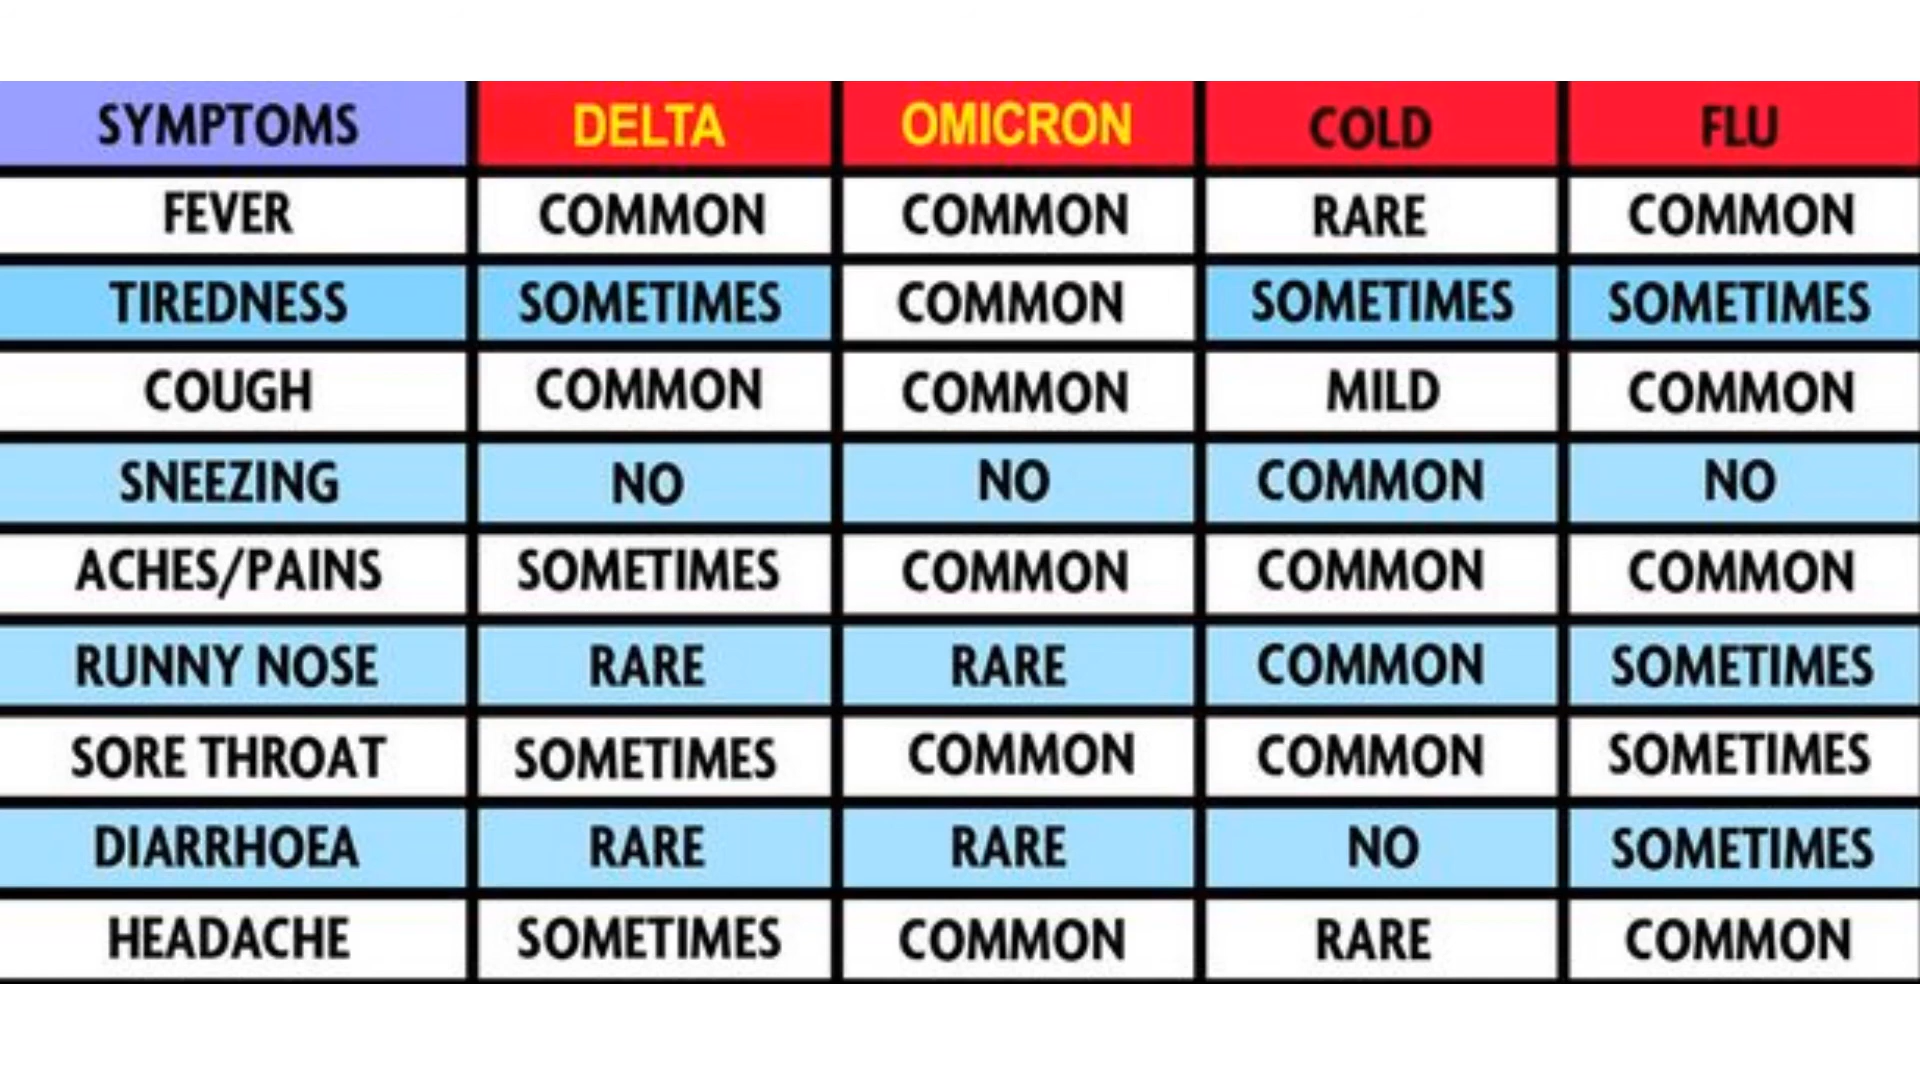 SYMPTOMS DELTA OMICRON COLD FLU
FEVER COMMON COMMON RARE COMMON
TIREDNESS SOMETIMES COMMON SOMETIMES SOMETIMES
COUGH COMMON COMMON MILD COMMON
SNEEZING NO NO COMMON NO
ACHES/PAINS SOMETIMES COMMON COMMON COMMON
RUNNY NOSE RARE RARE COMMON SOMETIMES
SORE THROAT SOMETIMES COMMON COMMON SOMETIMES
DIARRHOEA RARE RARE NO SOMETIMES
HEADACHE SOMETIMES COMMON RARE COMMON